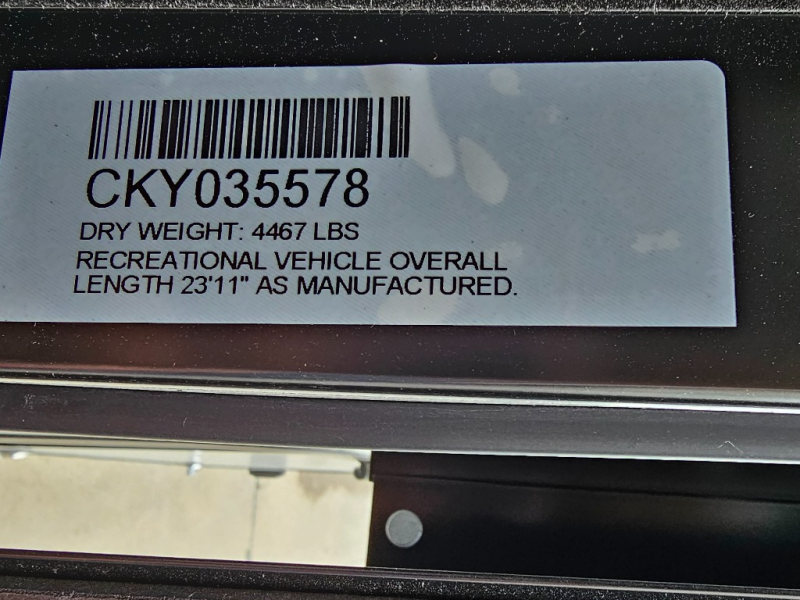 CKY035578
DRY WEIGHT: 4467 LBS
RECREATIONAL VEHICLE OVERALL
LENGTH 23'11" AS MANUFACTURED.